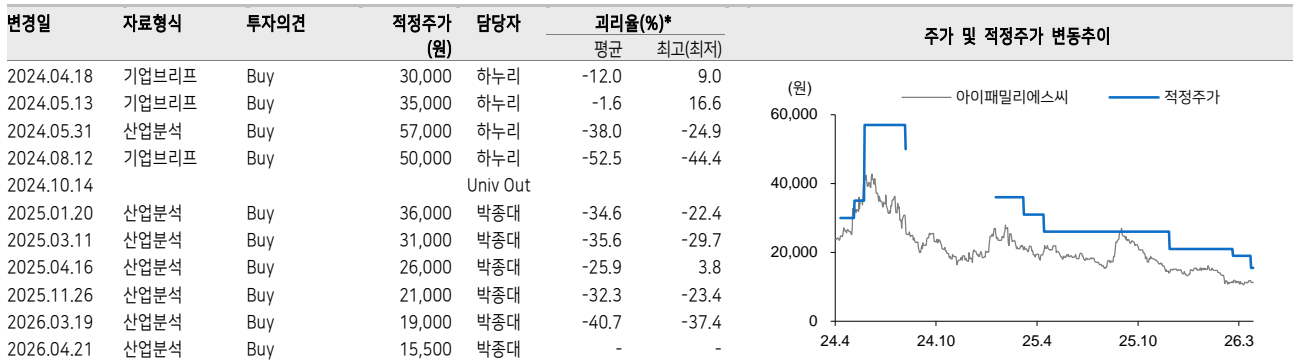 변경일 자료형식 투자의견 적정주가 (원) 담당자 괴리율(%)*
평균 최고(최저)
2024.04.18 기업브리프 Buy 30,000 하누리 -12.0 9.0
2024.05.13 기업브리프 Buy 35,000 하누리 -1.6 16.6
2024.05.31 산업분석 Buy 57,000 하누리 -38.0 -24.9
2024.08.12 기업브리프 Buy 50,000 하누리 -52.5 -44.4
2024.10.14 Univ Out
2025.01.20 산업분석 Buy 36,000 박종대 -34.6 -22.4
2025.03.11 산업분석 Buy 31,000 박종대 -35.6 -29.7
2025.04.16 산업분석 Buy 26,000 박종대 -25.9 3.8
2025.11.26 산업분석 Buy 21,000 박종대 -32.3 -23.4
2026.03.19 산업분석 Buy 19,000 박종대 -40.7 -37.4
2026.04.21 산업분석 Buy 15,500 박종대 - -
주가 및 적정주가 변동추이
(원)
아이패밀리에스씨 적정주가
60,000
40,000
20,000
0
24.4 24.10 25.4 25.10 26.3